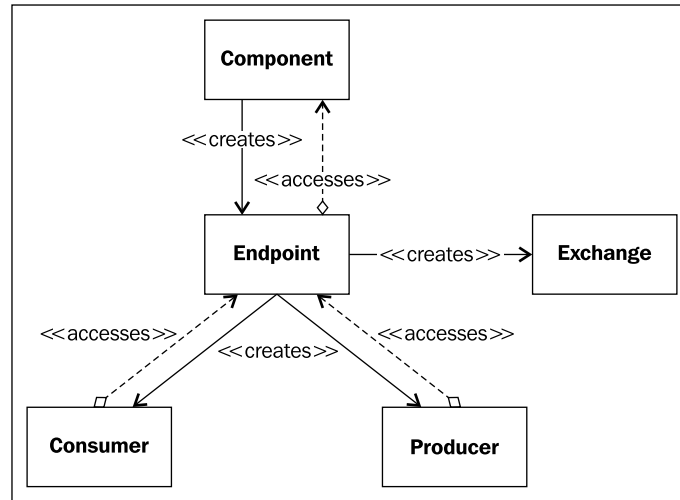 Component
<<creates>>
<<accesses>>
Endpoint
<<creates>>
Exchange
<<accesses>>
<<accesses>>
<<creates>>
Consumer
Producer